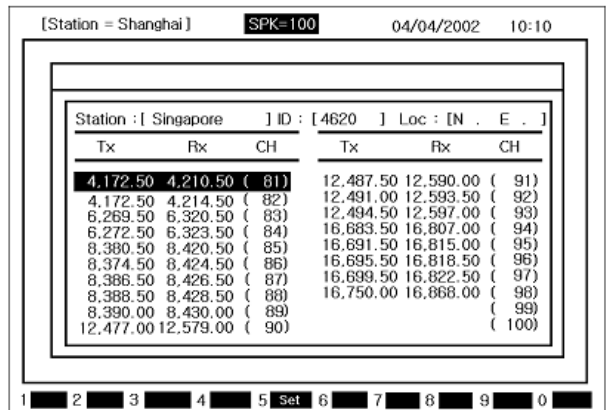 [Station = Shanghai] SPK=100 04/04/2002 10:10
Station :[ Singapore ] ID : [4620 ] Loc : [N . E . ]
Tx Rx CH Tx Rx CH
4,172.50 4,210.50 ( 81) 12,487.50 12,590.00 ( 91)
4,172.50 4,214.50 ( 82) 12,491.00 12,593.50 ( 92)
6,269.50 6,320.50 ( 83) 12,494.50 12,597.00 ( 93)
6,272.50 6,323.50 ( 84) 16,683.50 16,807.00 ( 94)
8,380.50 8,420.50 ( 85) 16,691.50 16,815.00 ( 95)
8,374.50 8,424.50 ( 86) 16,695.50 16,818.50 ( 96)
8,386.50 8,426.50 ( 87) 16,699.50 16,822.50 ( 97)
8,388.50 8,428.50 ( 88) 16,750.00 16,868.00 ( 98)
8,390.00 8,430.00 ( 89) ( 99)
12,477.00 12,579.00 ( 90) ( 100)
1 2 3 4 5 Set 6 7 8 9 0